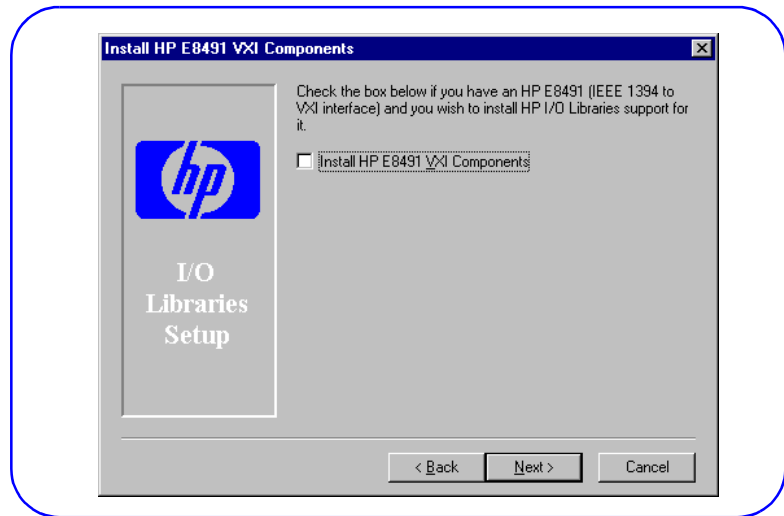 Install HP E8491 VXI Components
Check the box below if you have an HP E8491 (IEEE 1394 to
VXI interface) and you wish to install HP I/O Libraries support for
it.
Install HP E8491 VXI Components
hp
I/O
Libraries
Setup
< Back
Next >
Cancel